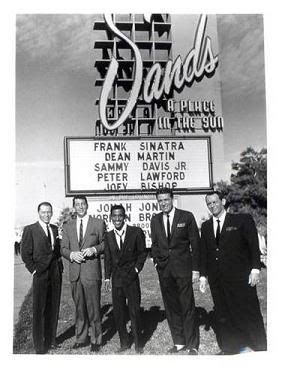 Sands
A PLACE
IN THE SUN
FRANK SINATRA
DEAN MARTIN
SAMMY DAVIS JR
PETER LAWFORD
JOEY BISHOP